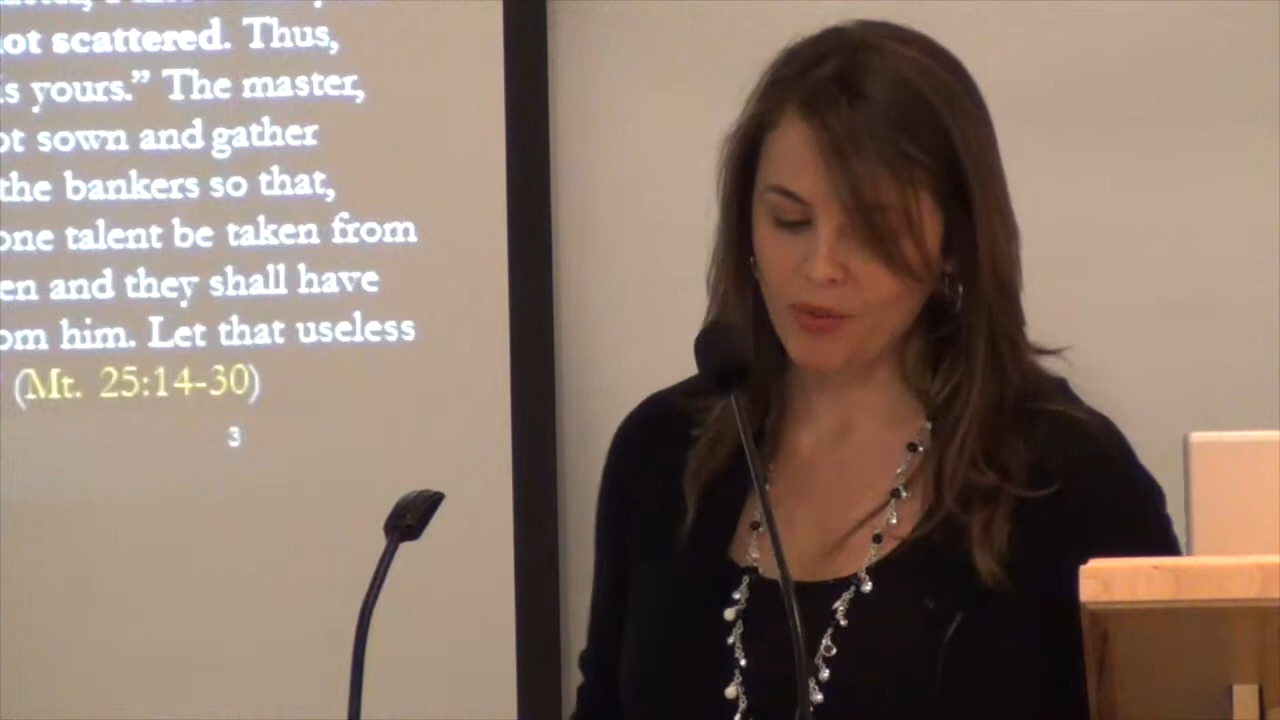 not scattered. Thus,
is yours.” The master,
ot sown and gather
the bankers so that,
one talent be taken from
en and they shall have
om him. Let that useless
(Mt. 25:14-30)
3